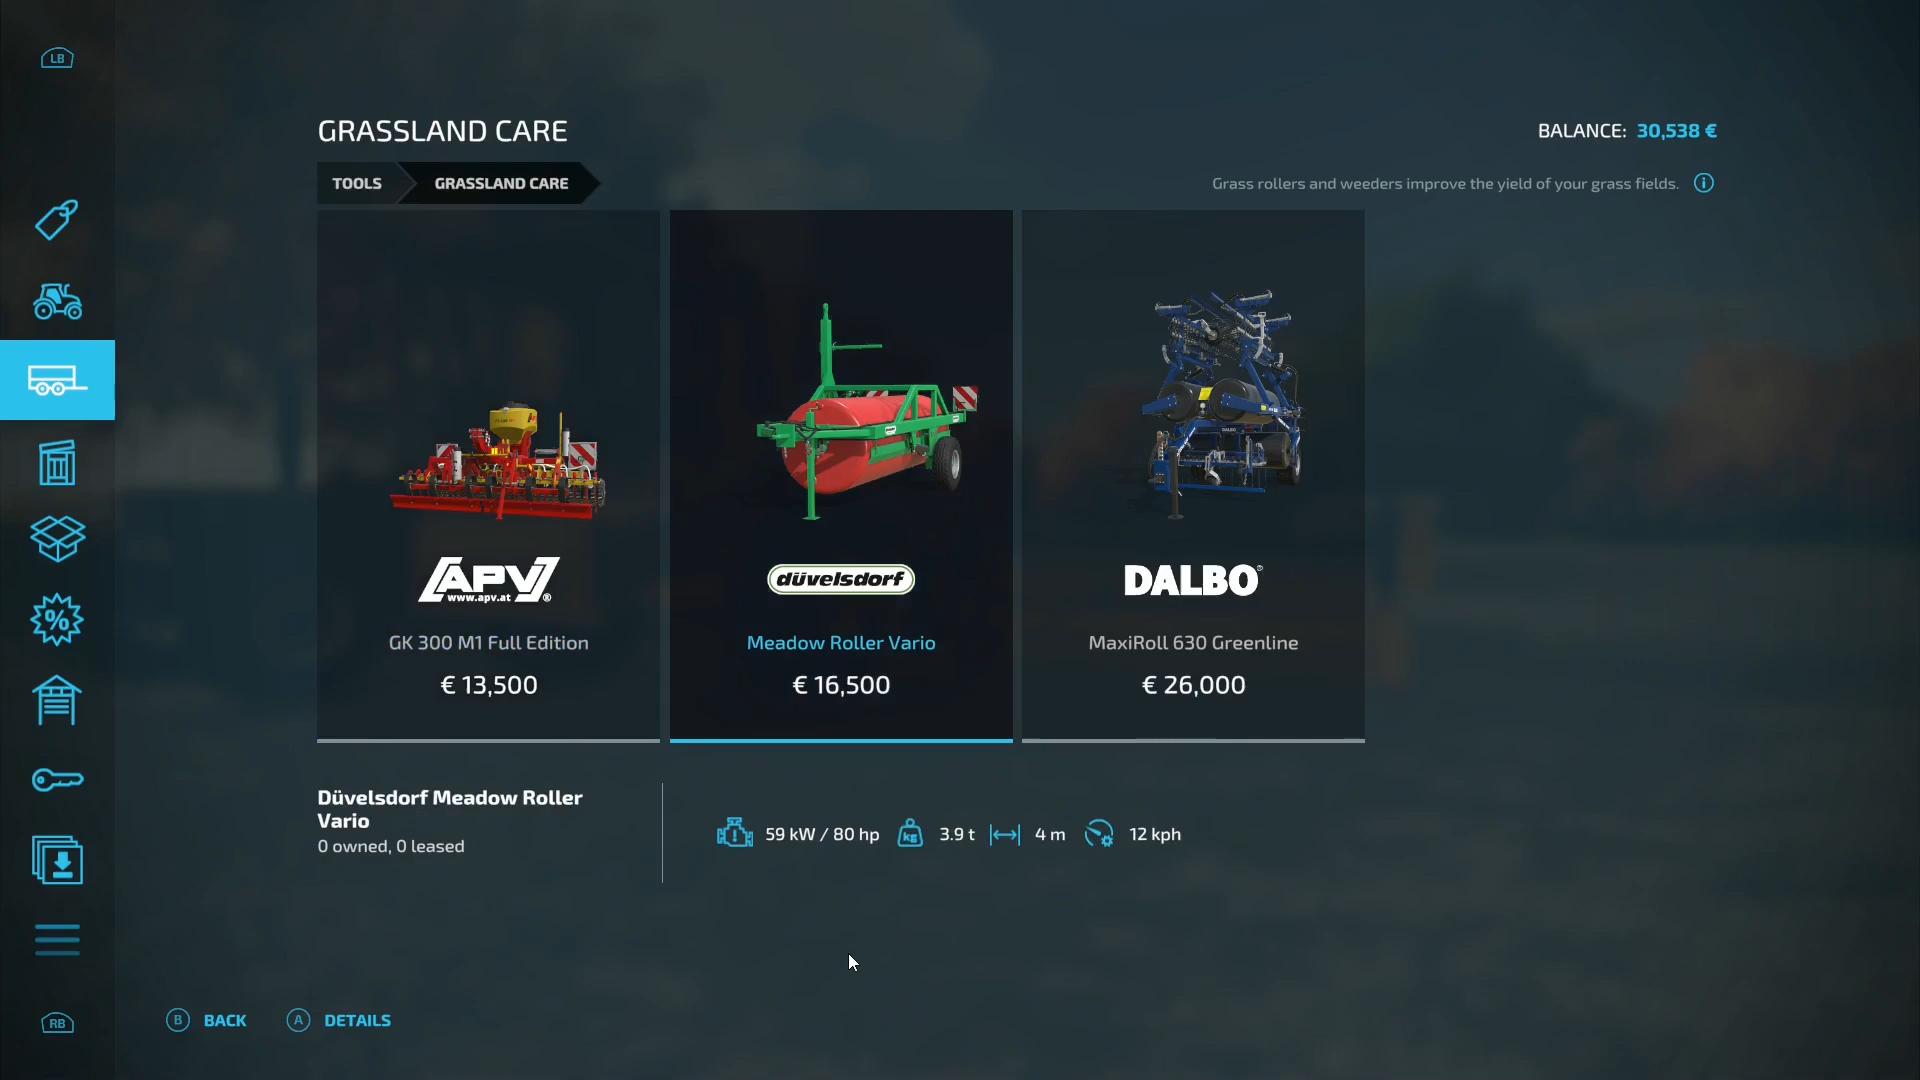 LB
GRASSLAND CARE
BALANCE: 30,538 €
TOOLS GRASSLAND CARE
Grass rollers and weeders improve the yield of your grass fields.
APV®
www.apv.at
düvelsdorf
DALBO®
GK 300 M1 Full Edition
Meadow Roller Vario
MaxiRoll 630 Greenline
€ 13,500
€ 16,500
€ 26,000
Düvelsdorf Meadow Roller
Vario
0 owned, 0 leased
59 kW / 80 hp kg 3.9 t 4 m 12 kph
RB
B BACK A DETAILS